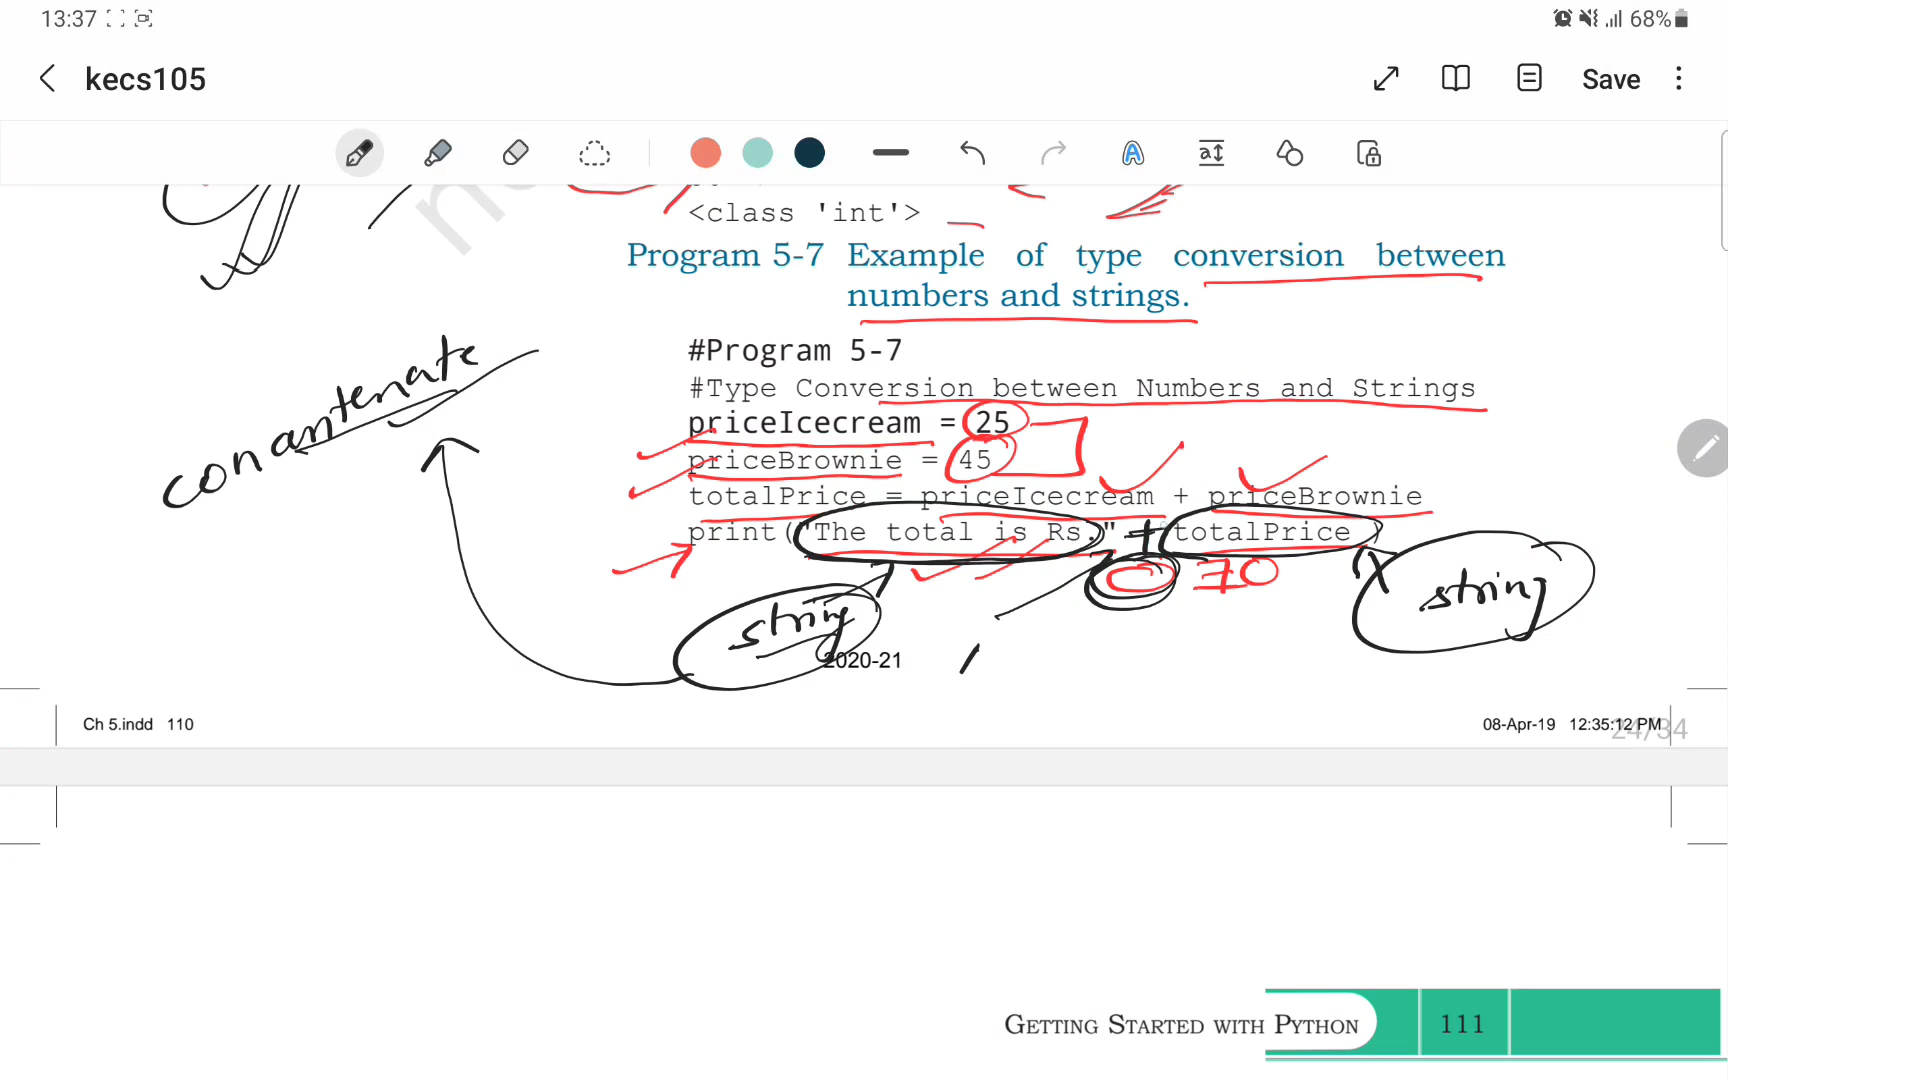 13:37
68%
kecs105
Save
<class 'int'>
Program 5-7 Example of type conversion between
numbers and strings.
#Program 5-7
#Type Conversion between Numbers and Strings
priceIcecream = 25
priceBrownie = 45
totalPrice = priceIcecream + priceBrownie
print("The total is Rs." + totalPrice )
70
conantenate
string
string
2020-21
Ch 5.indd 110
08-Apr-19 12:35:12 PM
24/34
GETTING STARTED WITH PYTHON
111